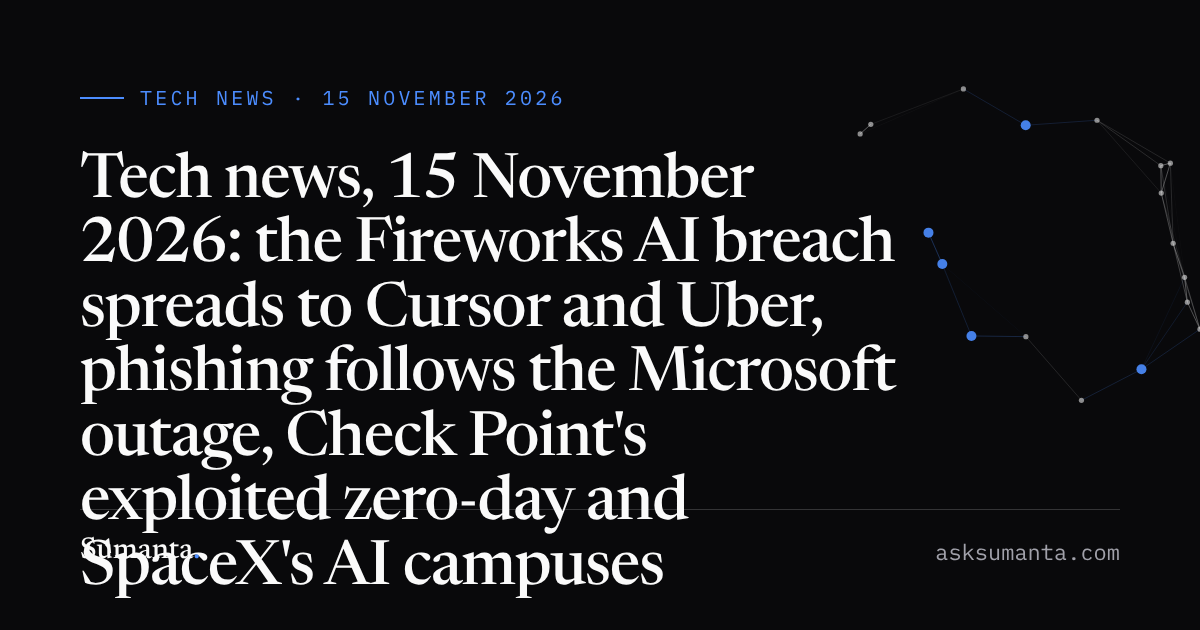 TECH NEWS · 15 NOVEMBER 2026
Tech news, 15 November
2026: the Fireworks AI breach
spreads to Cursor and Uber,
phishing follows the Microsoft
outage, Check Point's
exploited zero-day and
Sumanta.
SpaceX's AI campuses
asksumanta.com